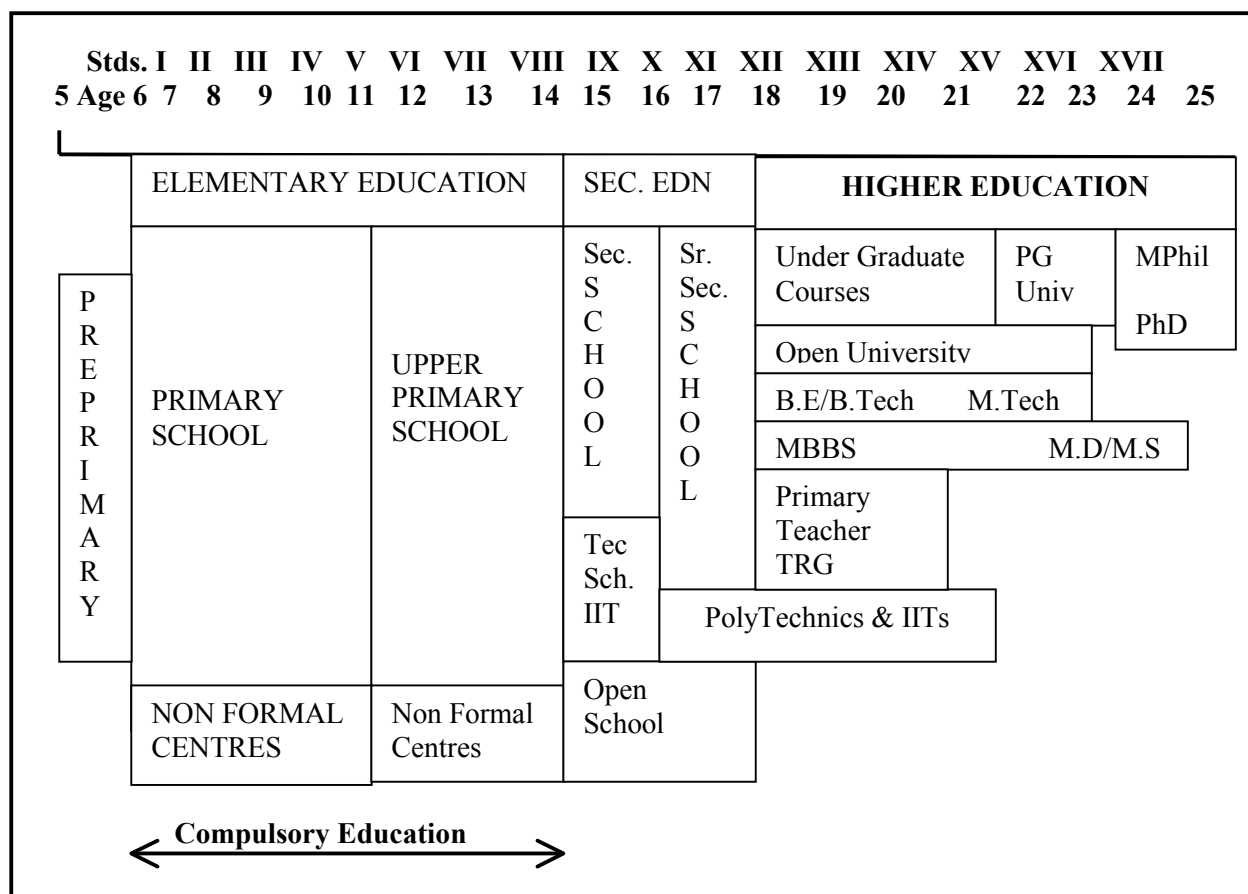 Stds. I II III IV V VI VII VIII IX X XI XII XIII XIV XV XVI XVII
5 Age 6 7 8 9 10 11 12 13 14 15 16 17 18 19 20 21 22 23 24 25
ELEMENTARY EDUCATION
SEC. EDN
HIGHER EDUCATION
P
R
E
P
R
I
M
A
R
Y
PRIMARY
SCHOOL
UPPER
PRIMARY
SCHOOL
Sec.
S
C
H
O
O
L
Sr.
Sec.
S
C
H
O
O
L
Under Graduate
Courses
PG
Univ
MPhil
PhD
Open University
B.E/B.Tech M.Tech
MBBS M.D/M.S
Primary
Teacher
TRG
Tec
Sch.
IIT
PolyTechnics & IITs
NON FORMAL
CENTRES
Non Formal
Centres
Open
School
Compulsory Education